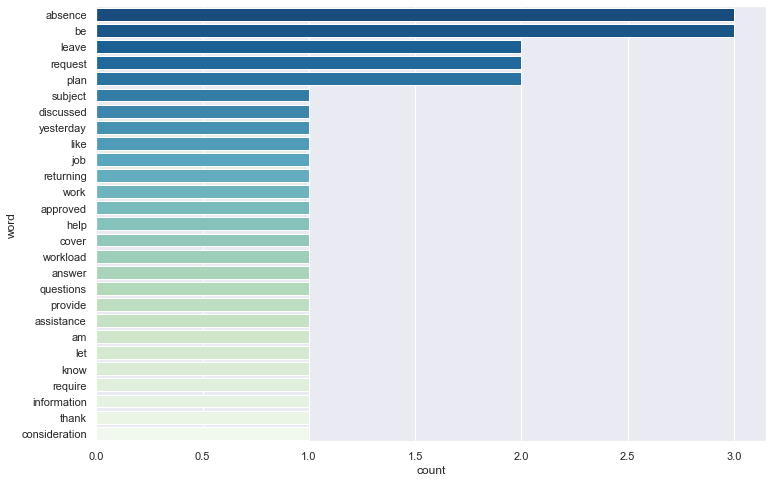 absence
be
leave
request
plan
subject
discussed
yesterday
like
job
returning
work
approved
help
cover
workload
answer
questions
provide
assistance
am
let
know
require
information
thank
consideration
word
0.0 0.5 1.0 1.5 2.0 2.5 3.0
count